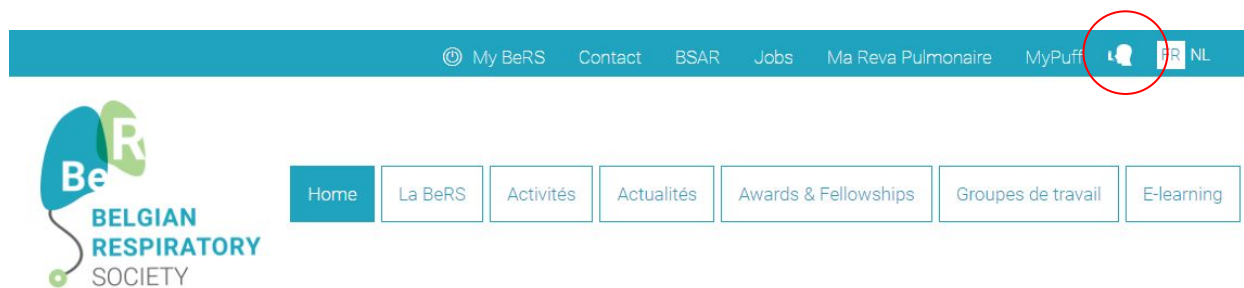 My BeRS Contact BSAR Jobs Ma Reva Pulmonaire MyPuff FR NL
BeR
BELGIAN
RESPIRATORY
SOCIETY
Home La BeRS Activités Actualités Awards & Fellowships Groupes de travail E-learning